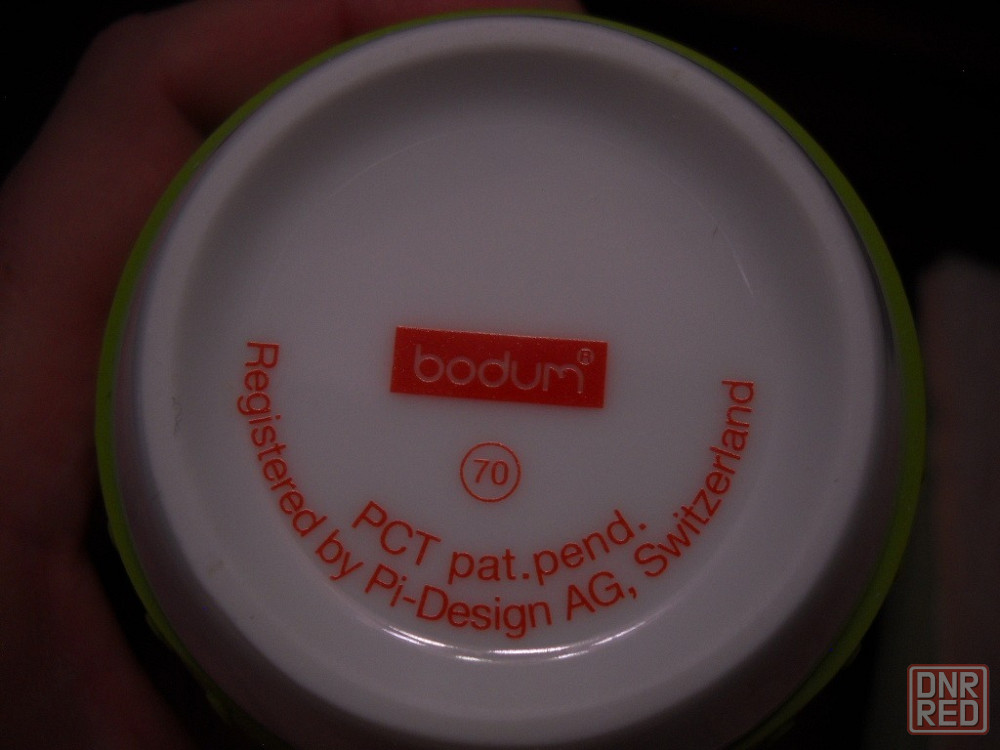 bodum®
70
PCT pat.pend.
Registered by Pi-Design AG, Switzerland
DNR
RED